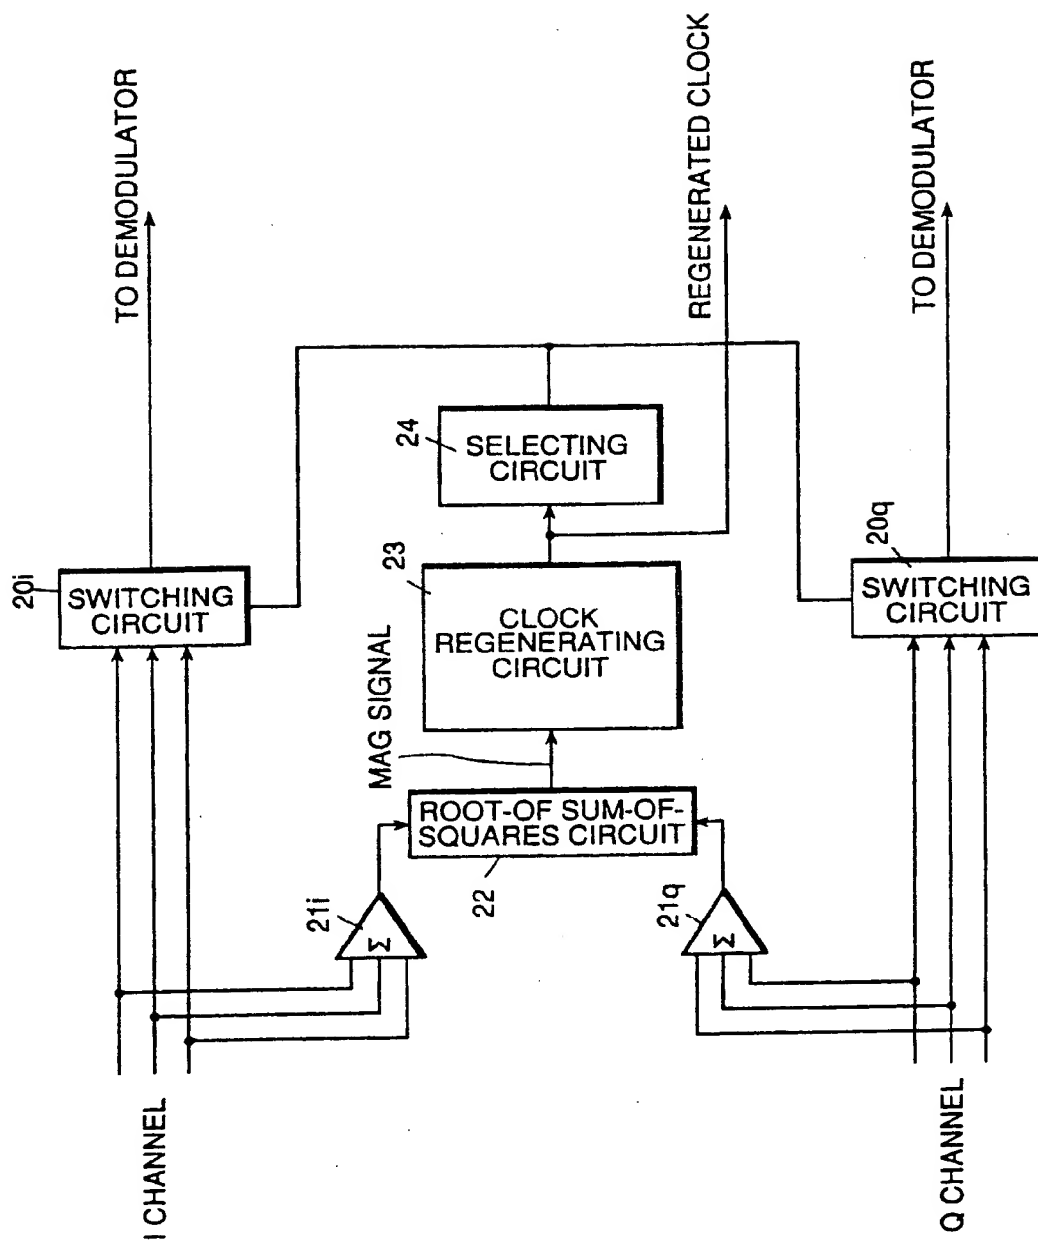 TO DEMODULATOR
REGENERATED CLOCK
TO DEMODULATOR
24
SELECTING
CIRCUIT
20i
SWITCHING
CIRCUIT
23
CLOCK
REGENERATING
CIRCUIT
20q
SWITCHING
CIRCUIT
MAG SIGNAL
ROOT-OF SUM-OF-
SQUARES CIRCUIT
22
21i
Σ
21q
Σ
I CHANNEL
Q CHANNEL